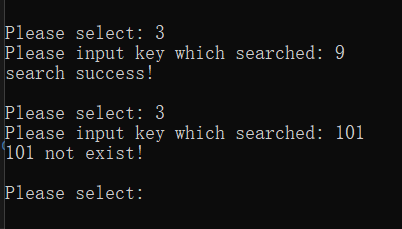 Please select: 3
Please input key which searched: 9
search success!
Please select: 3
Please input key which searched: 101
101 not exist!
Please select: